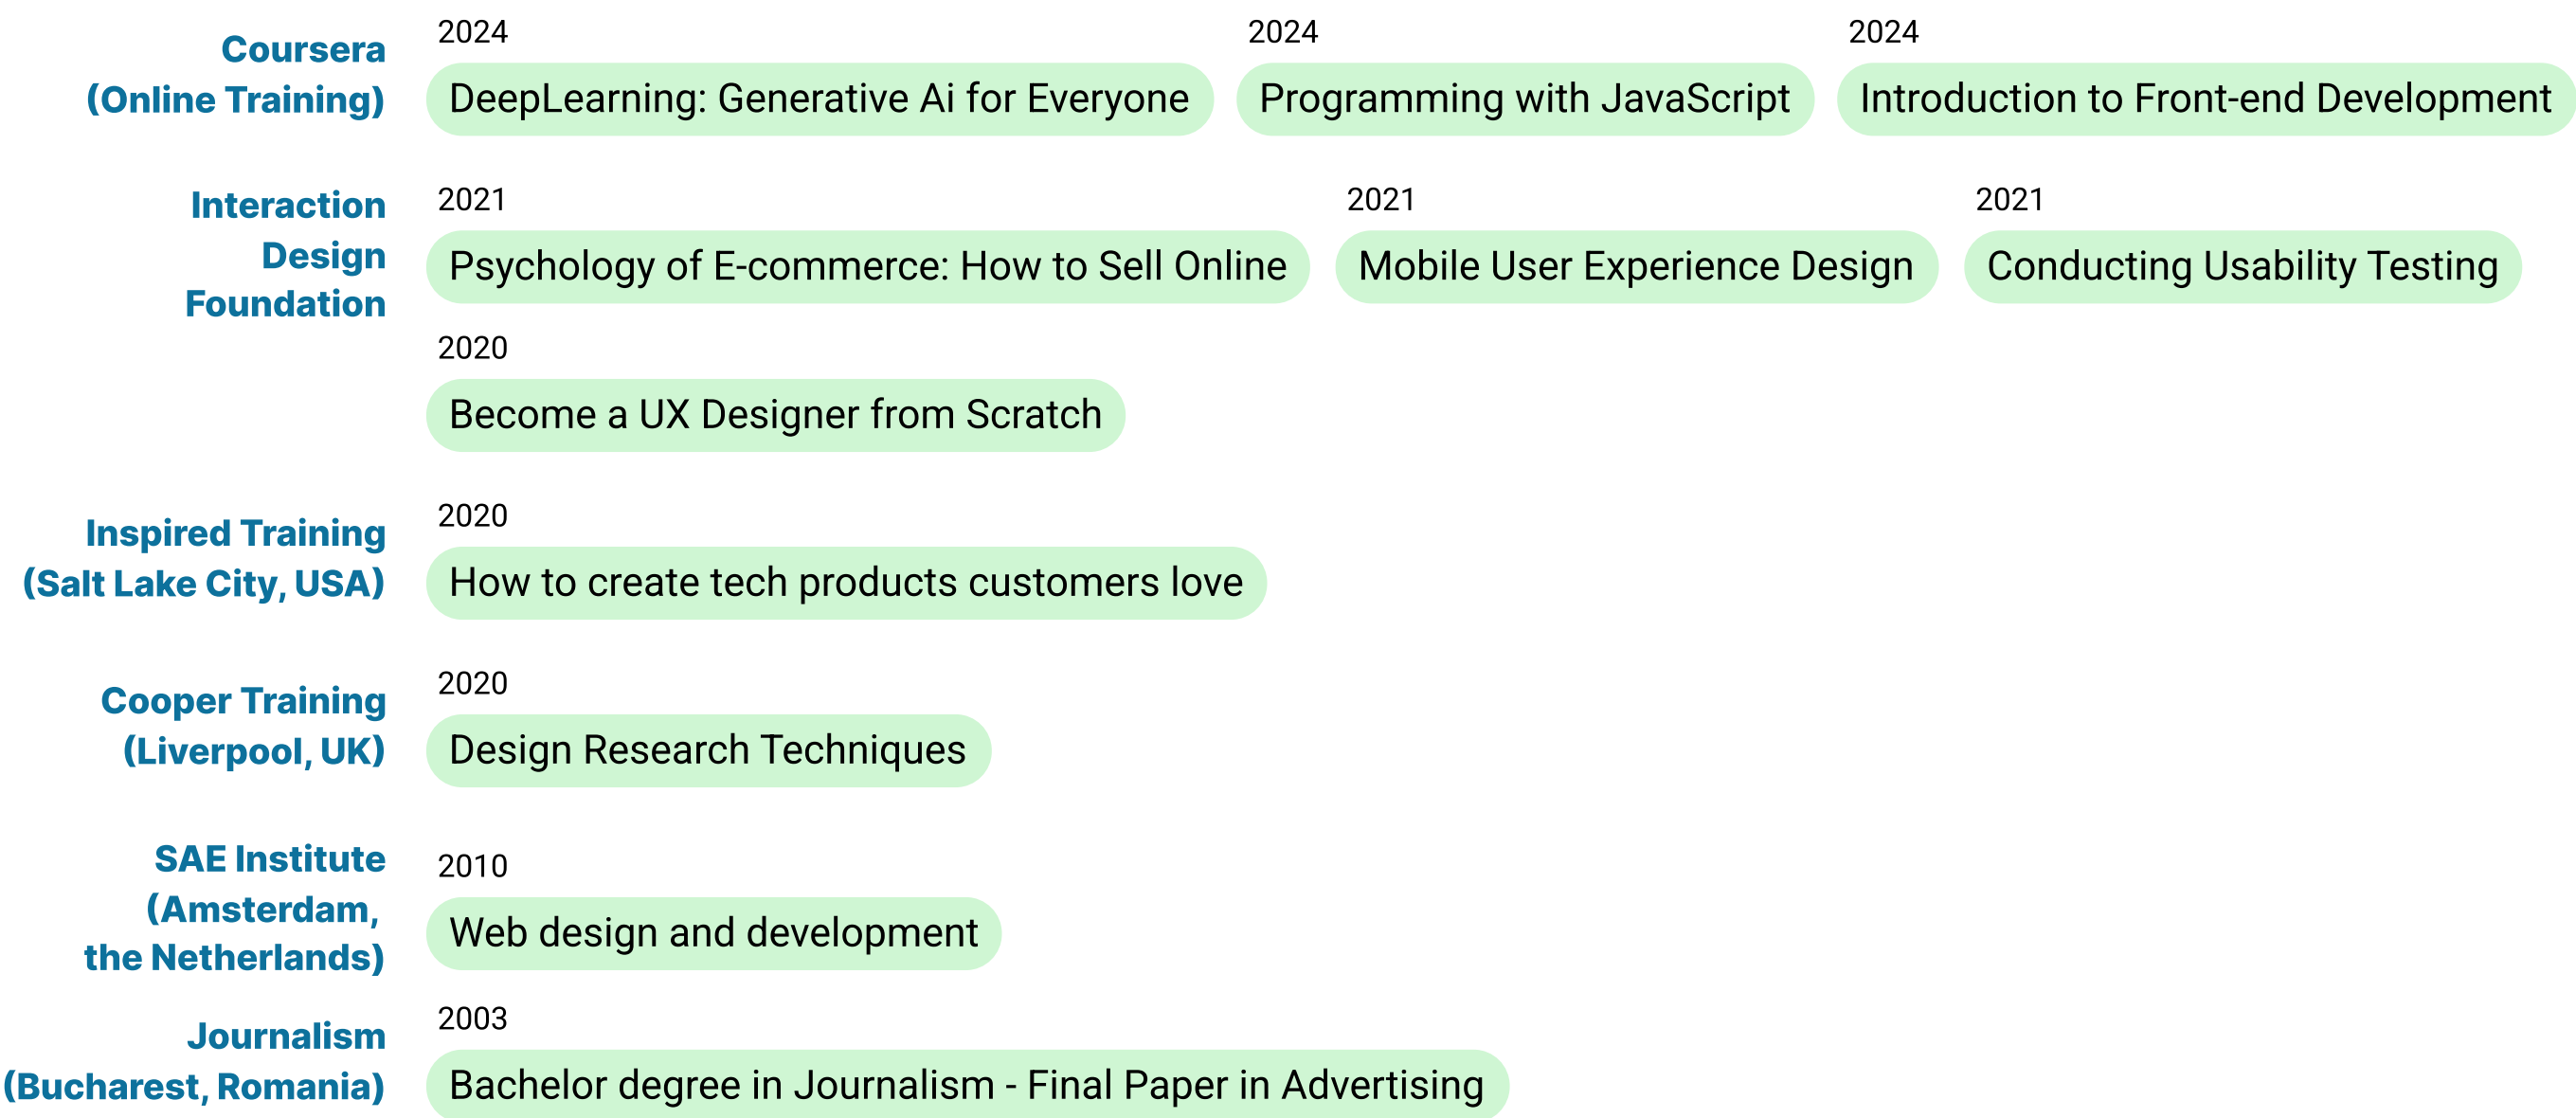 Coursera
(Online Training)
2024
DeepLearning: Generative Ai for Everyone
2024
Programming with JavaScript
2024
Introduction to Front-end Development
Interaction
Design
Foundation
2021
Psychology of E-commerce: How to Sell Online
2021
Mobile User Experience Design
2021
Conducting Usability Testing
2020
Become a UX Designer from Scratch
Inspired Training
(Salt Lake City, USA)
2020
How to create tech products customers love
Cooper Training
(Liverpool, UK)
2020
Design Research Techniques
SAE Institute
(Amsterdam,
the Netherlands)
2010
Web design and development
Journalism
(Bucharest, Romania)
2003
Bachelor degree in Journalism - Final Paper in Advertising